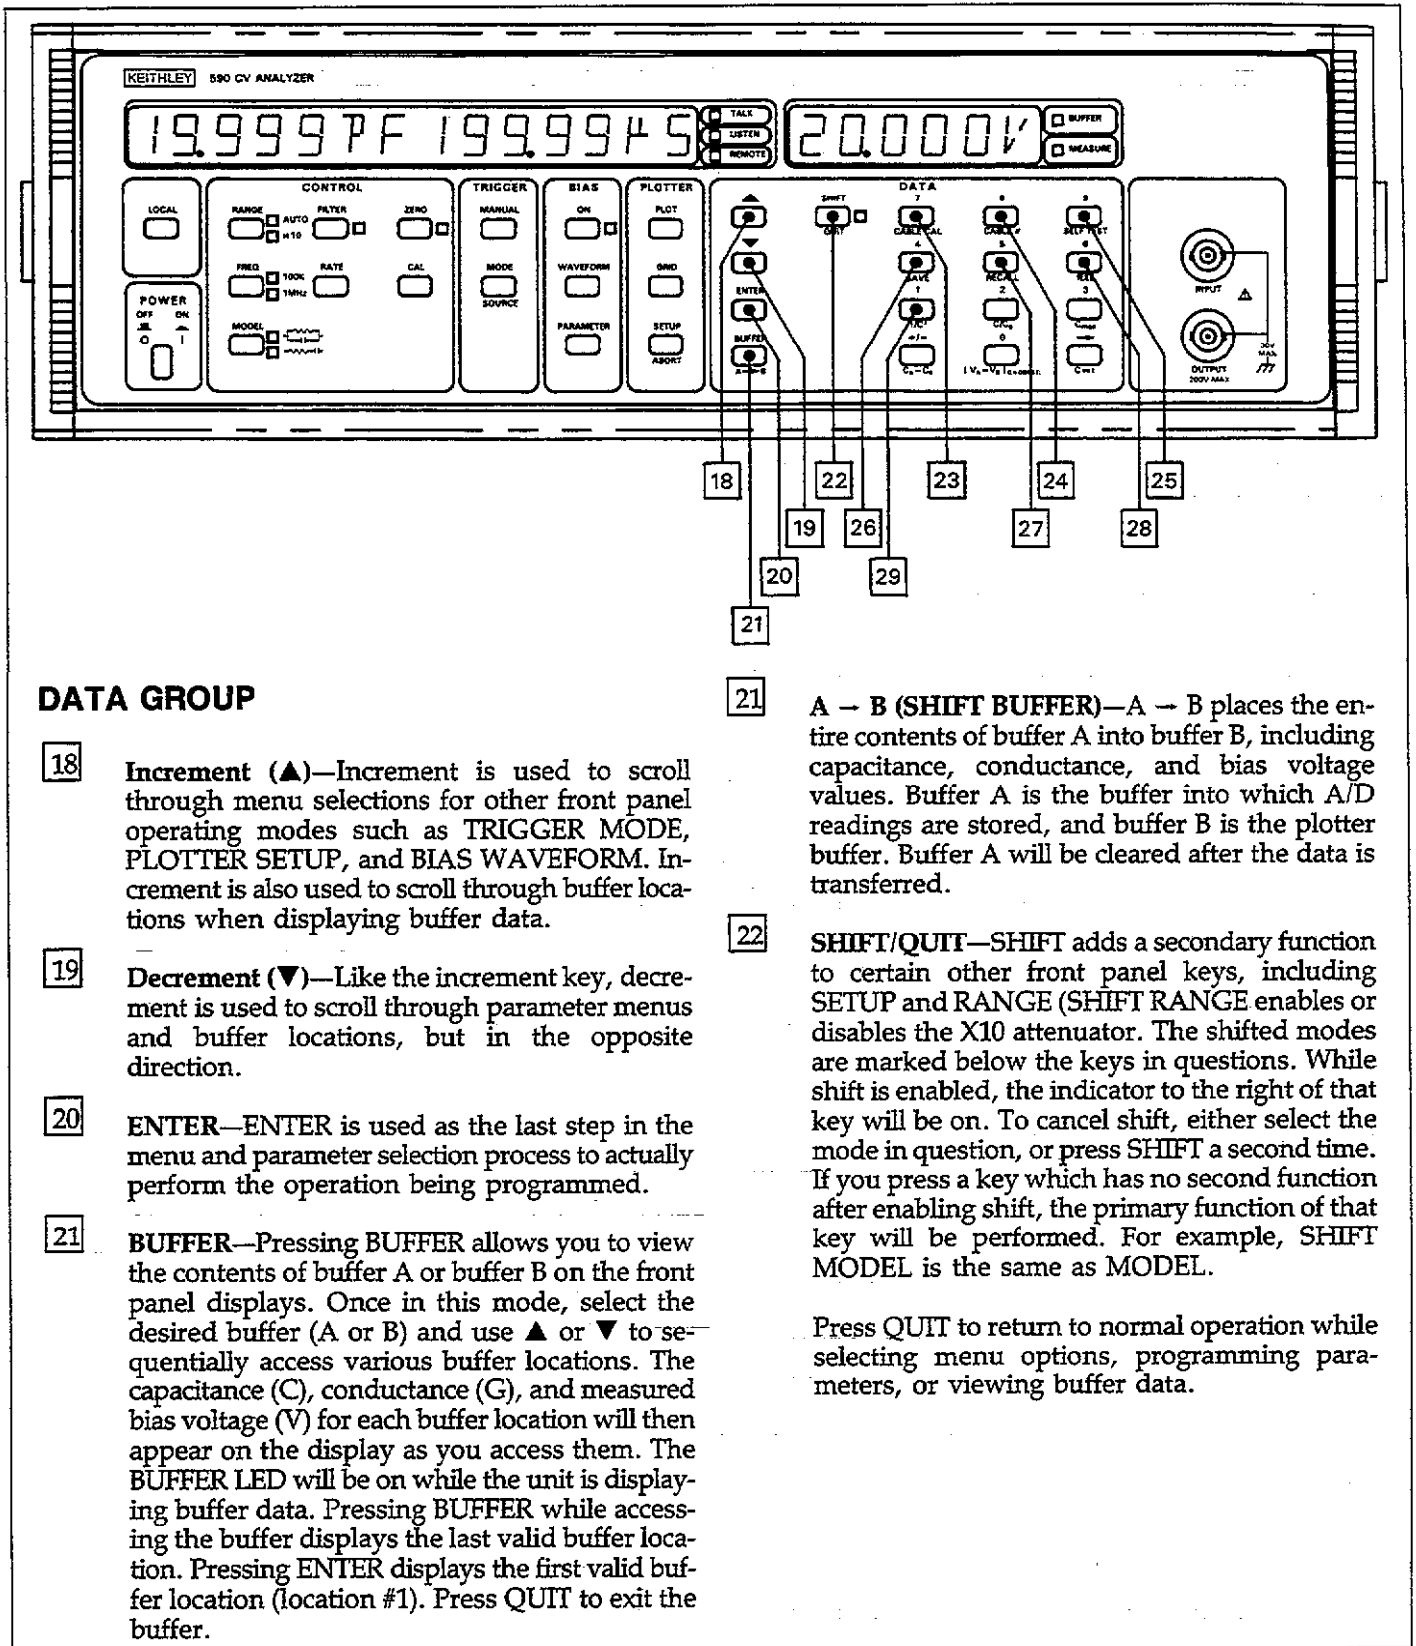 KEITHLEY 590 CV ANALYZER
19.999PF 199.99µS
TALK
LISTEN
REMOTE
20.000V
BUFFER
MEASURE
CONTROL
TRIGGER
BIAS
PLOTTER
DATA
LOCAL
RANGE
AUTO
X10
FILTER
ZERO
MANUAL
ON
PLOT
▲
SHIFT
QUIT
7
CABLE CAL
8
CABLE #
9
SELF TEST
FREQ
100K
1MHz
RATE
CAL
MODE
SOURCE
WAVEFORM
GRID
▼
4
SAVE
5
RECALL
6
INPUT
POWER
OFF ON
O I
MODEL
PARAMETER
SETUP
ABORT
ENTER
1
1/C²
2
C/C₀
3
Cmax
BUFFER
A→B
+/−
0
OUTPUT
200V MAX
30V
MAX
18
22
23
24
25
19
26
27
28
20
29
21
DATA GROUP
18 Increment (▲)—Increment is used to scroll
through menu selections for other front panel
operating modes such as TRIGGER MODE,
PLOTTER SETUP, and BIAS WAVEFORM. In-
crement is also used to scroll through buffer loca-
tions when displaying buffer data.
19 Decrement (▼)—Like the increment key, decre-
ment is used to scroll through parameter menus
and buffer locations, but in the opposite
direction.
20 ENTER—ENTER is used as the last step in the
menu and parameter selection process to actually
perform the operation being programmed.
21 BUFFER—Pressing BUFFER allows you to view
the contents of buffer A or buffer B on the front
panel displays. Once in this mode, select the
desired buffer (A or B) and use ▲ or ▼ to se-
quentially access various buffer locations. The
capacitance (C), conductance (G), and measured
bias voltage (V) for each buffer location will then
appear on the display as you access them. The
BUFFER LED will be on while the unit is display-
ing buffer data. Pressing BUFFER while access-
ing the buffer displays the last valid buffer loca-
tion. Pressing ENTER displays the first valid buf-
fer location (location #1). Press QUIT to exit the
buffer.
21 A → B (SHIFT BUFFER)—A → B places the en-
tire contents of buffer A into buffer B, including
capacitance, conductance, and bias voltage
values. Buffer A is the buffer into which A/D
readings are stored, and buffer B is the plotter
buffer. Buffer A will be cleared after the data is
transferred.
22 SHIFT/QUIT—SHIFT adds a secondary function
to certain other front panel keys, including
SETUP and RANGE (SHIFT RANGE enables or
disables the X10 attenuator. The shifted modes
are marked below the keys in questions. While
shift is enabled, the indicator to the right of that
key will be on. To cancel shift, either select the
mode in question, or press SHIFT a second time.
If you press a key which has no second function
after enabling shift, the primary function of that
key will be performed. For example, SHIFT
MODEL is the same as MODEL.
Press QUIT to return to normal operation while
selecting menu options, programming para-
meters, or viewing buffer data.